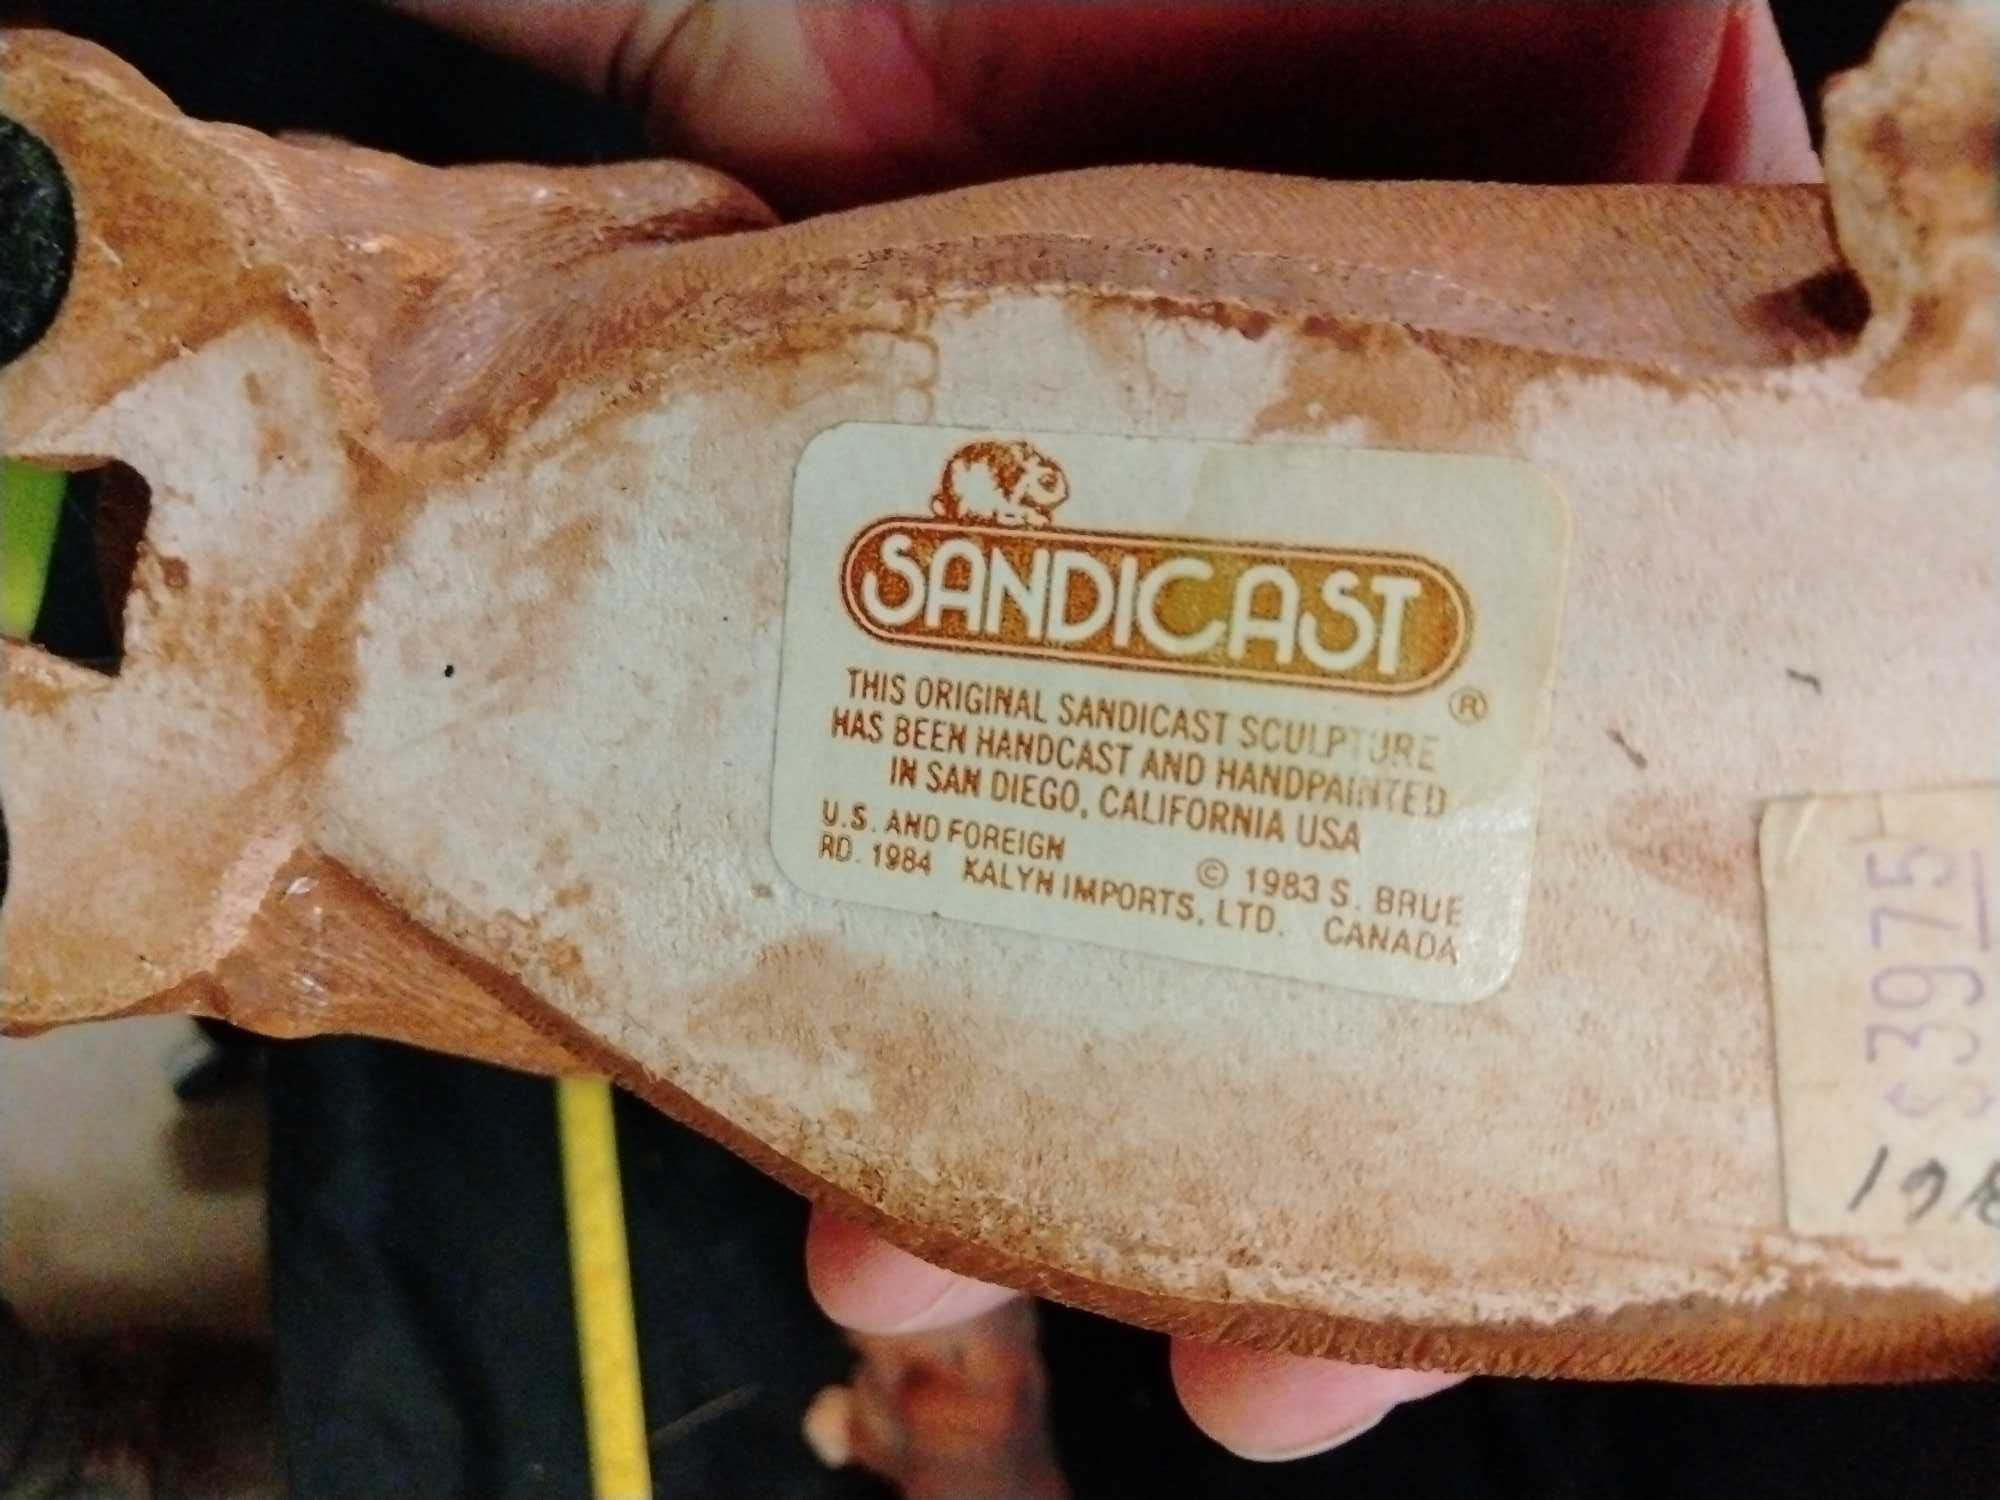 SANDICAST
®
THIS ORIGINAL SANDICAST SCULPTURE
HAS BEEN HANDCAST AND HANDPAINTED
IN SAN DIEGO, CALIFORNIA USA
U.S. AND FOREIGN © 1983 S. BRUE
RD. 1984 KALYN IMPORTS, LTD. CANADA
$3975